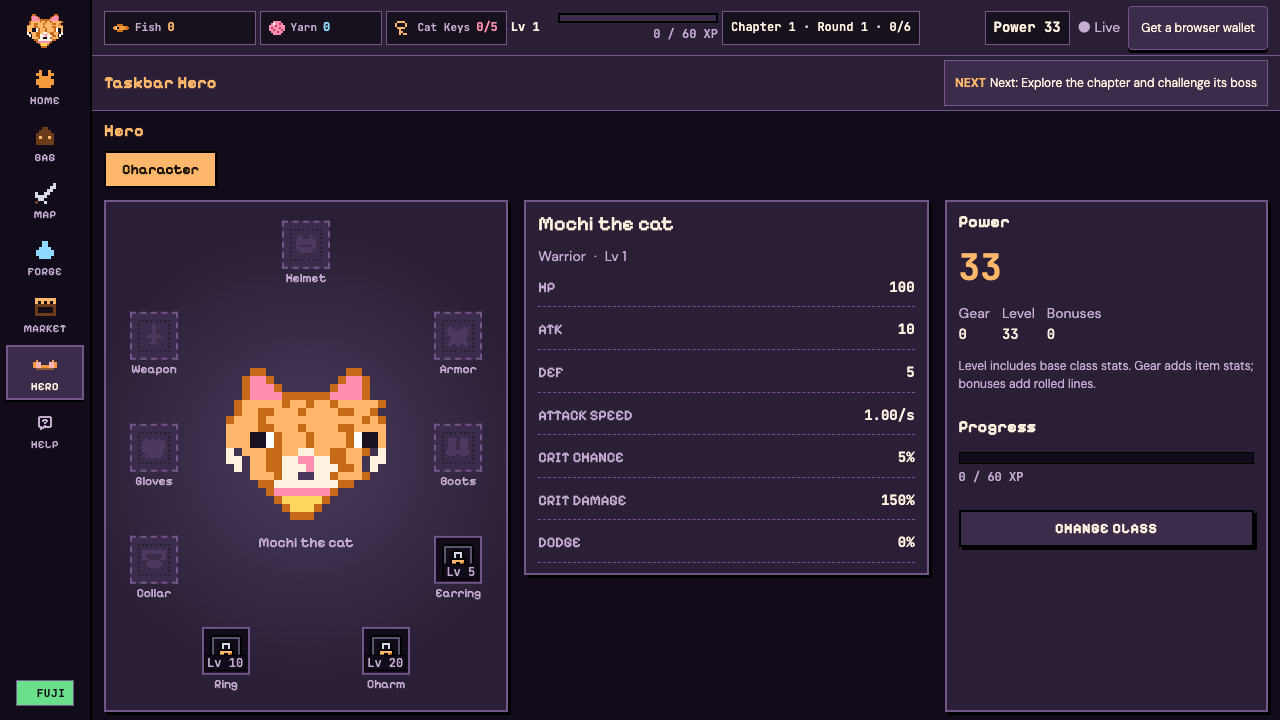 Fish 0
Yarn 0
Cat Keys 0/5
Lv 1
0 / 60 XP
Chapter 1 · Round 1 · 0/6
Power 33
Live
Get a browser wallet
HOME
BAG
MAP
FORGE
MARKET
HERO
HELP
FUJI
Taskbar Hero
NEXT Next: Explore the chapter and challenge its boss
Hero
Character
Helmet
Weapon
Armor
Gloves
Boots
Mochi the cat
Collar
Lv 5
Earring
Lv 10
Ring
Lv 20
Charm
Mochi the cat
Warrior · Lv 1
HP 100
ATK 10
DEF 5
ATTACK SPEED 1.00/s
CRIT CHANCE 5%
CRIT DAMAGE 150%
DODGE 0%
Power
33
Gear Level Bonuses
0 33 0
Level includes base class stats. Gear adds item stats;
bonuses add rolled lines.
Progress
0 / 60 XP
CHANGE CLASS